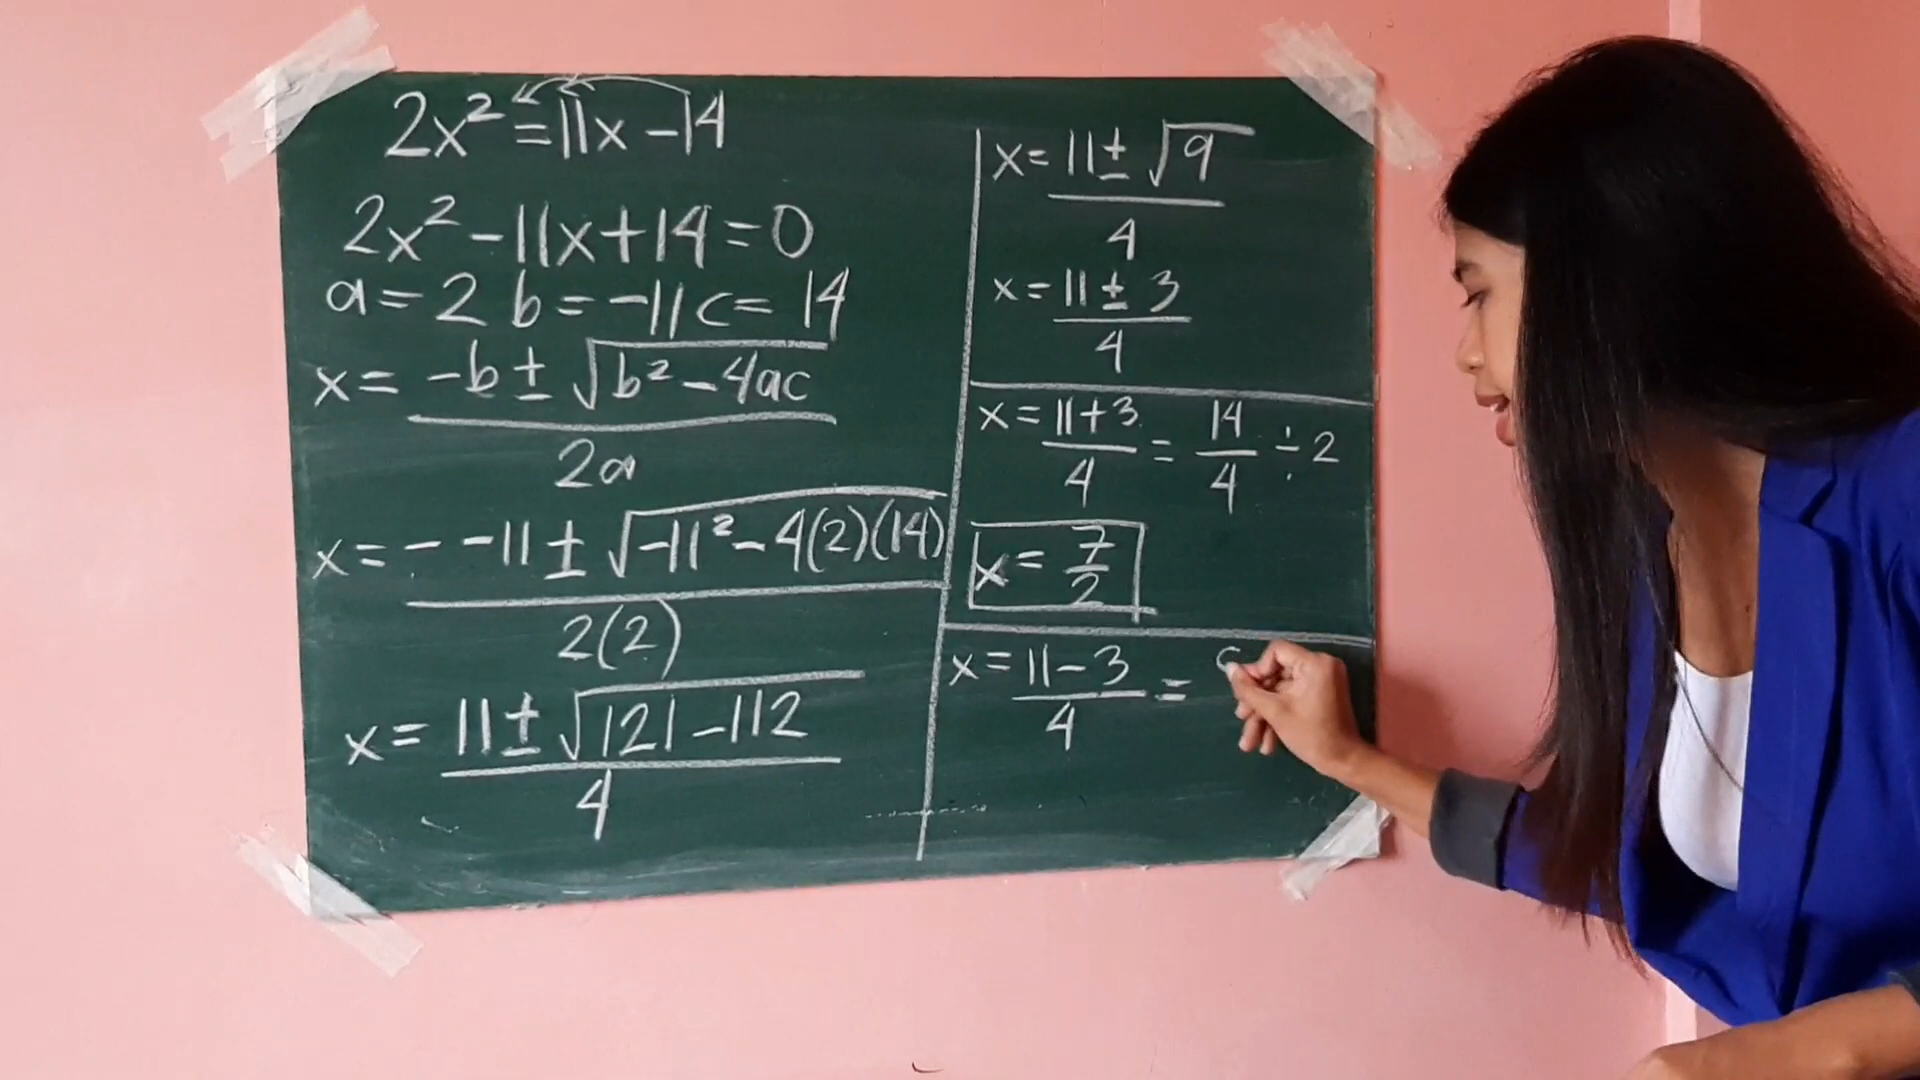 2x² = 11x - 14
2x² - 11x + 14 = 0
a = 2 b = -11 c = 14
x = -b ± √b² - 4ac
2a
x = - -11 ± √-11² - 4(2)(14)
2(2)
x = 11 ± √121 - 112
4
x = 11 ± √9
4
x = 11 ± 3
4
x = 11 + 3 = 14 ÷ 2
4 4
x = 7
2
x = 11 - 3 =
4